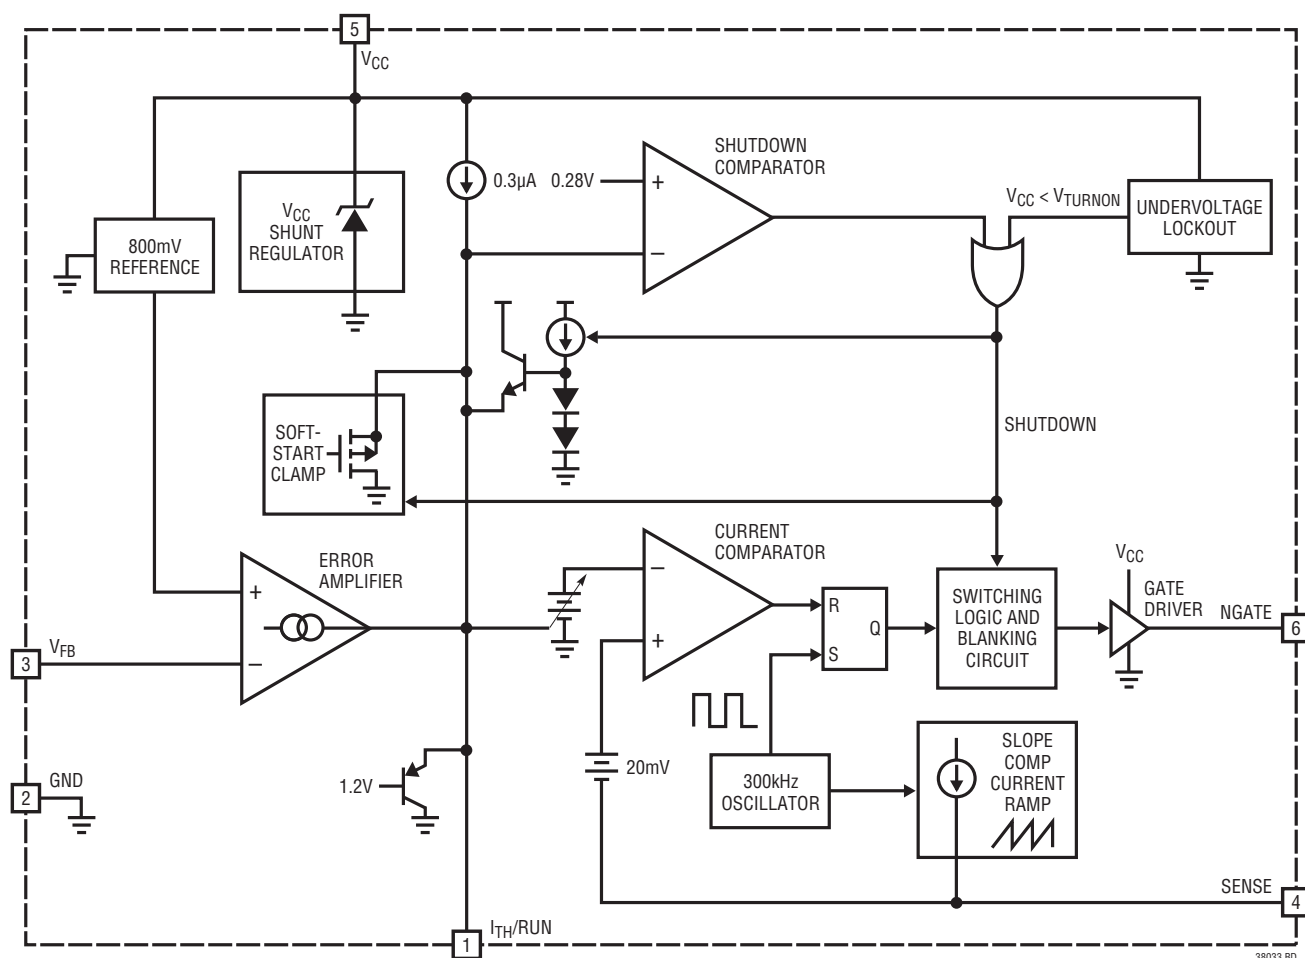 5
VCC
SHUTDOWN
COMPARATOR
0.3µA
0.28V
+
–
VCC < VTURNON
UNDERVOLTAGE
LOCKOUT
VCC
SHUNT
REGULATOR
800mV
REFERENCE
SOFT-
START
CLAMP
SHUTDOWN
ERROR
AMPLIFIER
+
–
CURRENT
COMPARATOR
–
+
R
Q
S
SWITCHING
LOGIC AND
BLANKING
CIRCUIT
VCC
GATE
DRIVER
NGATE
6
3
VFB
2
GND
1.2V
20mV
300kHz
OSCILLATOR
SLOPE
COMP
CURRENT
RAMP
SENSE
4
1
ITH/RUN
38033 BD